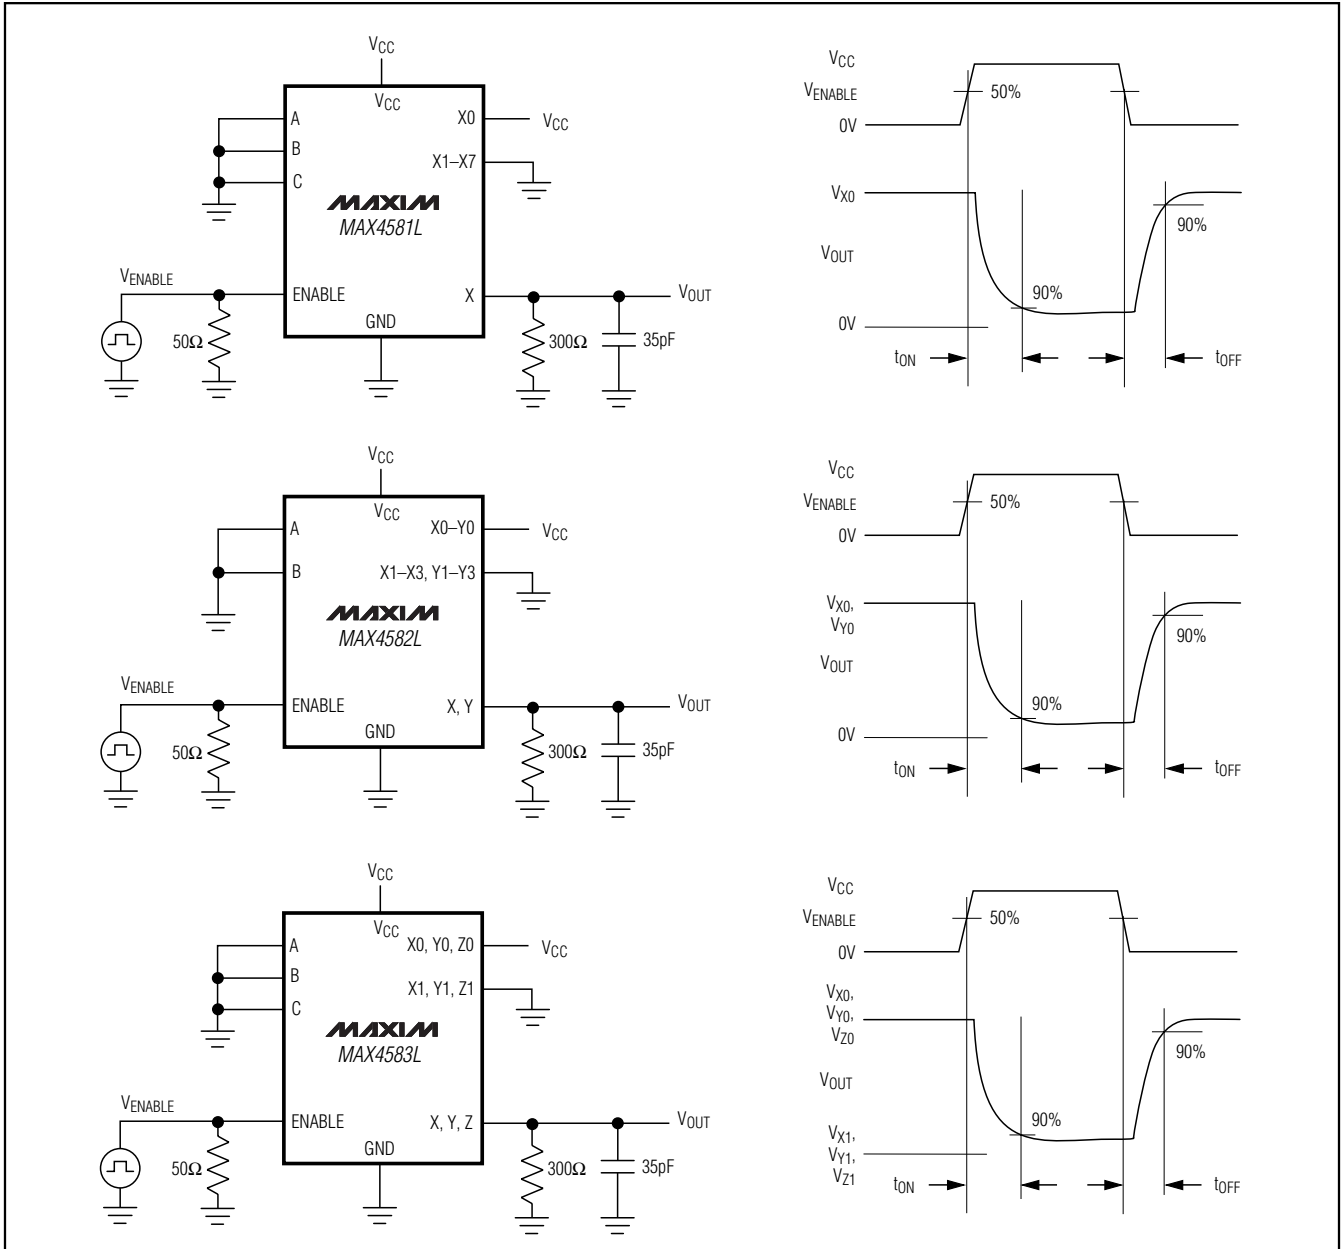 VCC
VCC
A
B
C
X0
VCC
X1–X7
MAXIM
MAX4581L
VENABLE
ENABLE
X
VOUT
GND
50Ω
300Ω
35pF
VCC
VENABLE
50%
0V
VX0
90%
VOUT
90%
0V
tON
tOFF
VCC
VCC
A
B
X0–Y0
VCC
X1–X3, Y1–Y3
MAXIM
MAX4582L
VENABLE
ENABLE
X, Y
VOUT
GND
50Ω
300Ω
35pF
VCC
VENABLE
50%
0V
VX0,
VY0
90%
VOUT
90%
0V
tON
tOFF
VCC
VCC
A
B
C
X0, Y0, Z0
VCC
X1, Y1, Z1
MAXIM
MAX4583L
VENABLE
ENABLE
X, Y, Z
VOUT
GND
50Ω
300Ω
35pF
VCC
VENABLE
50%
0V
VX0,
VY0,
VZ0
90%
VOUT
90%
VX1,
VY1,
VZ1
tON
tOFF